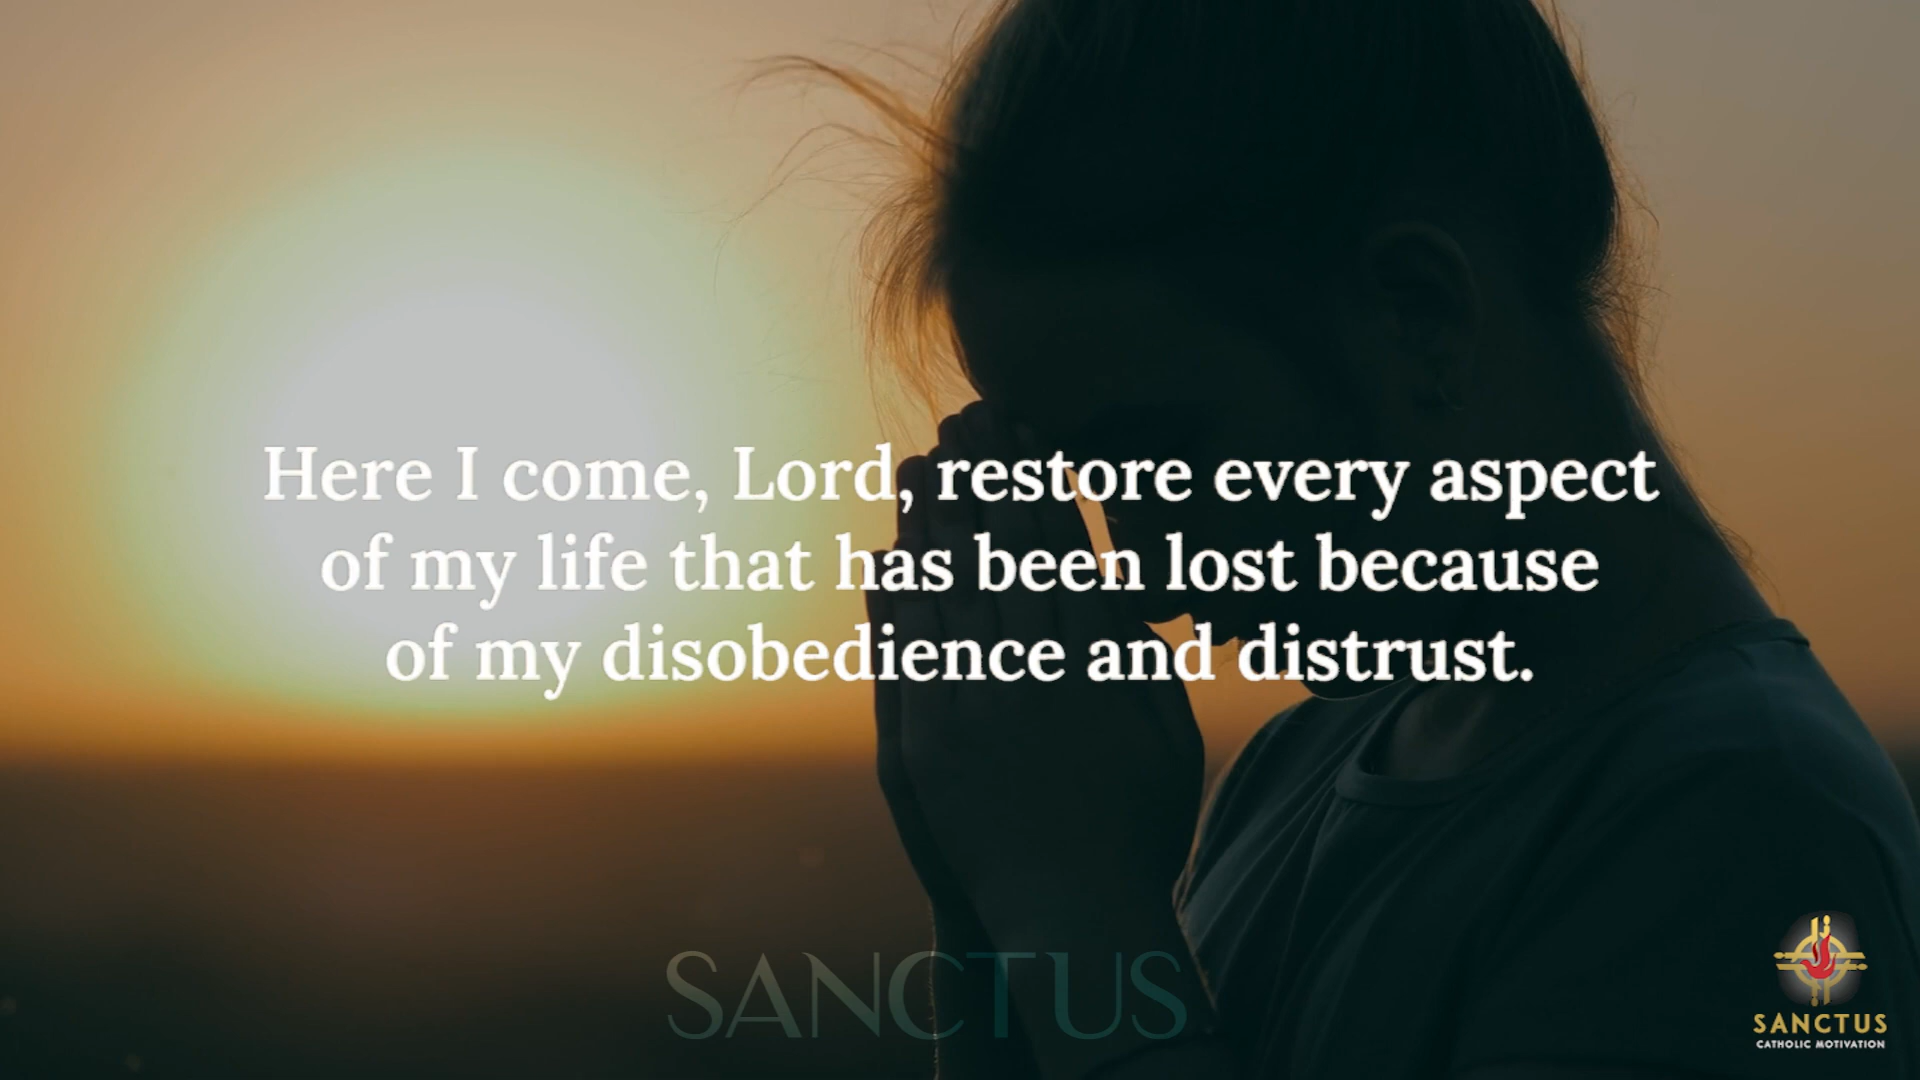 Here I come, Lord, restore every aspect
of my life that has been lost because
of my disobedience and distrust.
SANCTUS
SANCTUS
CATHOLIC MOTIVATION